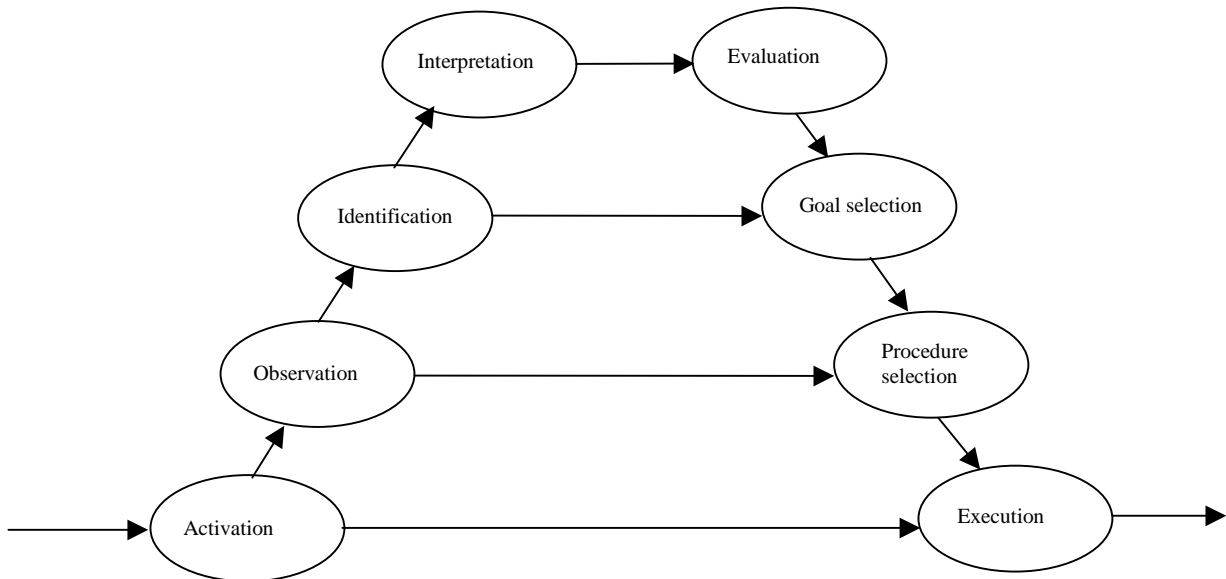 Interpretation
Evaluation
Identification
Goal selection
Observation
Procedure
selection
Activation
Execution